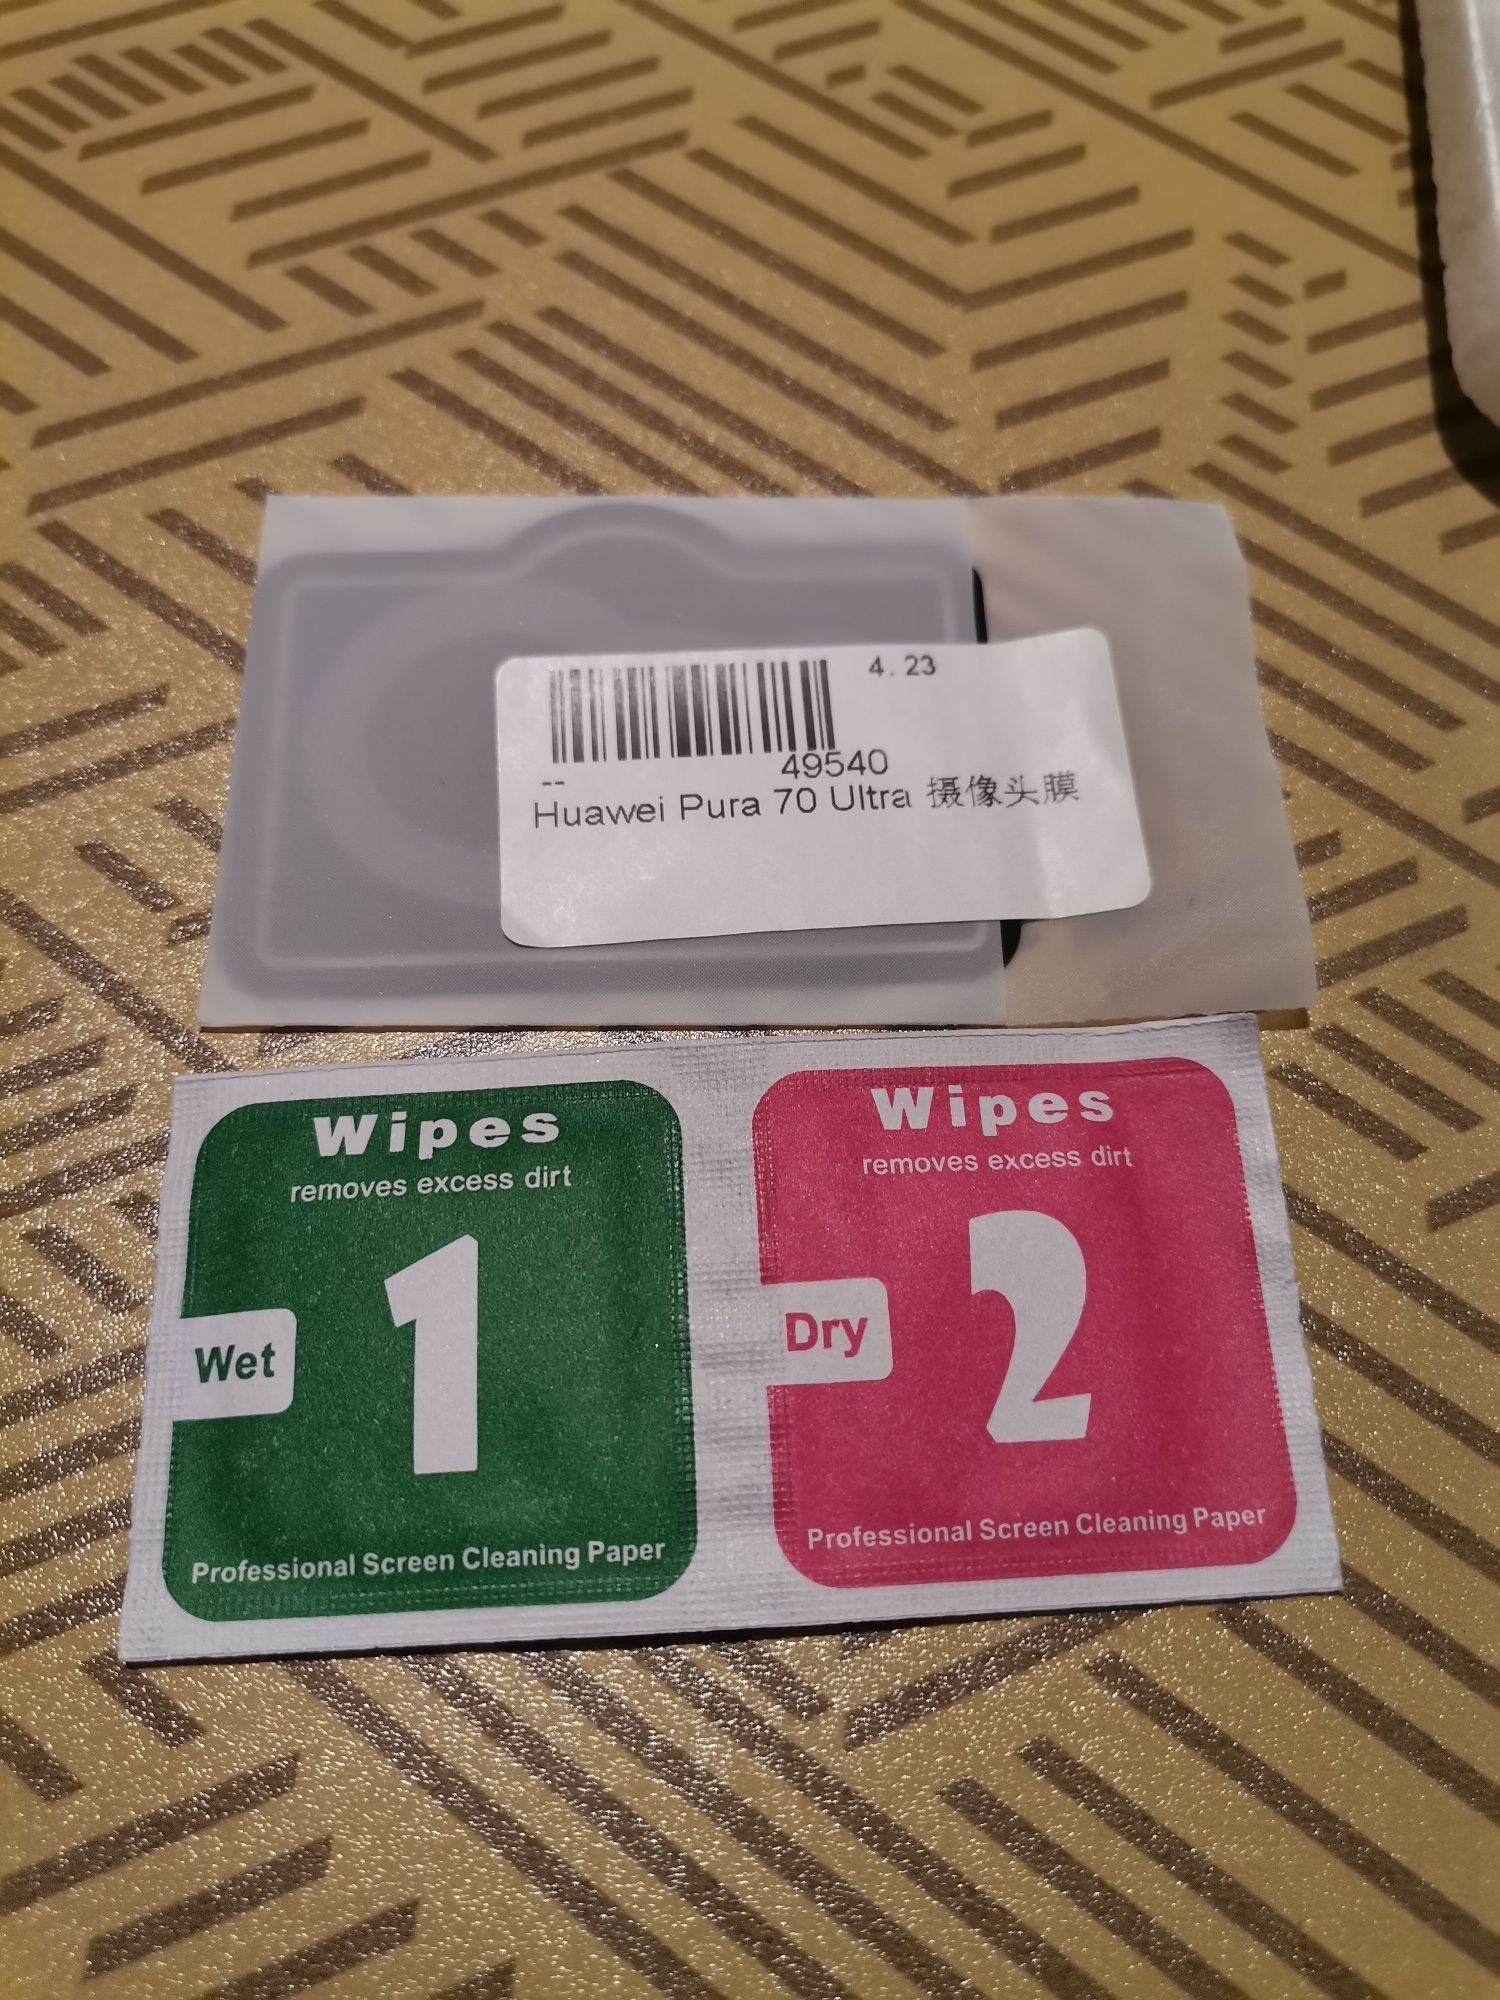 4.23
49540
--
Huawei Pura 70 Ultra 摄像头膜
Wipes
removes excess dirt
1
Wet
Professional Screen Cleaning Paper
Wipes
removes excess dirt
2
Dry
Professional Screen Cleaning Paper